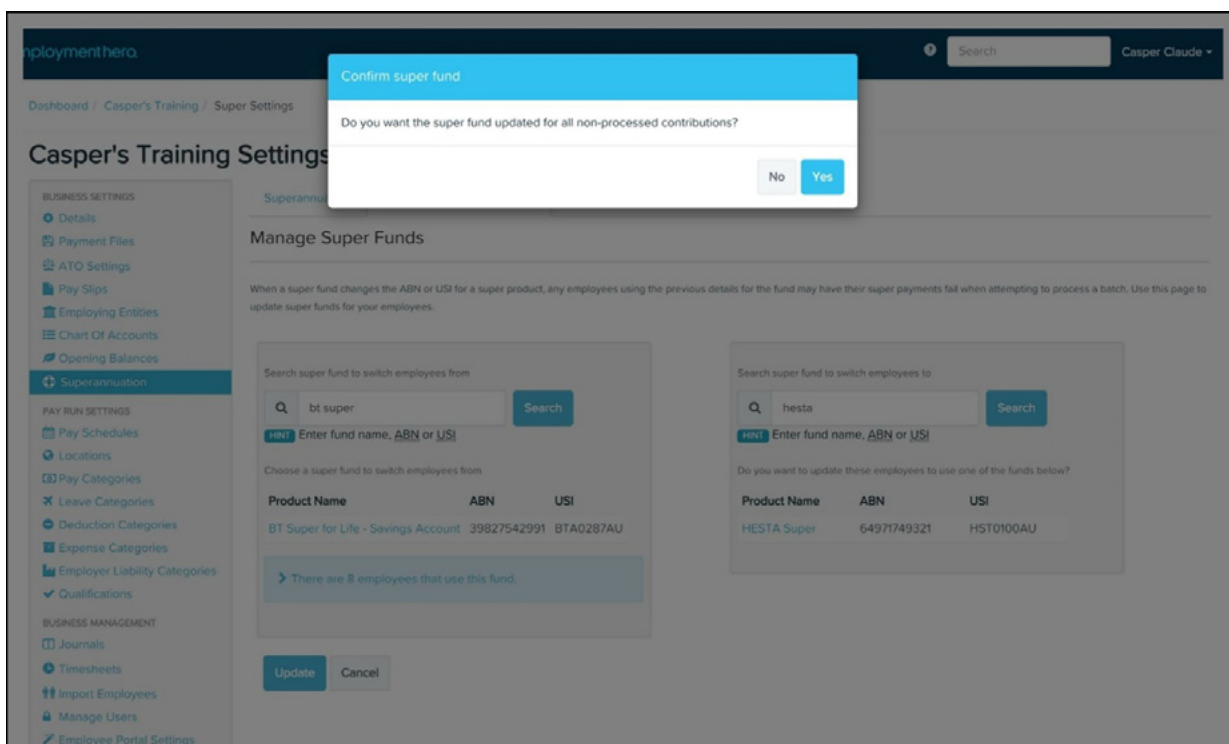 nploymenthero.
Search
Casper Claude
Dashboard / Casper's Training / Super Settings
Confirm super fund
Do you want the super fund updated for all non-processed contributions?
No
Yes
Casper's Training Settings
BUSINESS SETTINGS
Details
Payment Files
ATO Settings
Pay Slips
Employing Entities
Chart Of Accounts
Opening Balances
Superannuation
PAY RUN SETTINGS
Pay Schedules
Locations
Pay Categories
Leave Categories
Deduction Categories
Expense Categories
Employer Liability Categories
Qualifications
BUSINESS MANAGEMENT
Journals
Timesheets
Import Employees
Manage Users
Employee Portal Settings
Superannu
Manage Super Funds
When a super fund changes the ABN or USI for a super product, any employees using the previous details for the fund may have their super payments fail when attempting to process a batch. Use this page to
update super funds for your employees.
Search super fund to switch employees from
bt super
Search
HINT Enter fund name, ABN or USI
Choose a super fund to switch employees from
Product Name ABN USI
BT Super for Life - Savings Account 39827542991 BTA0287AU
There are 8 employees that use this fund.
Search super fund to switch employees to
hesta
Search
HINT Enter fund name, ABN or USI
Do you want to update these employees to use one of the funds below?
Product Name ABN USI
HESTA Super 64971749321 HST0100AU
Update
Cancel